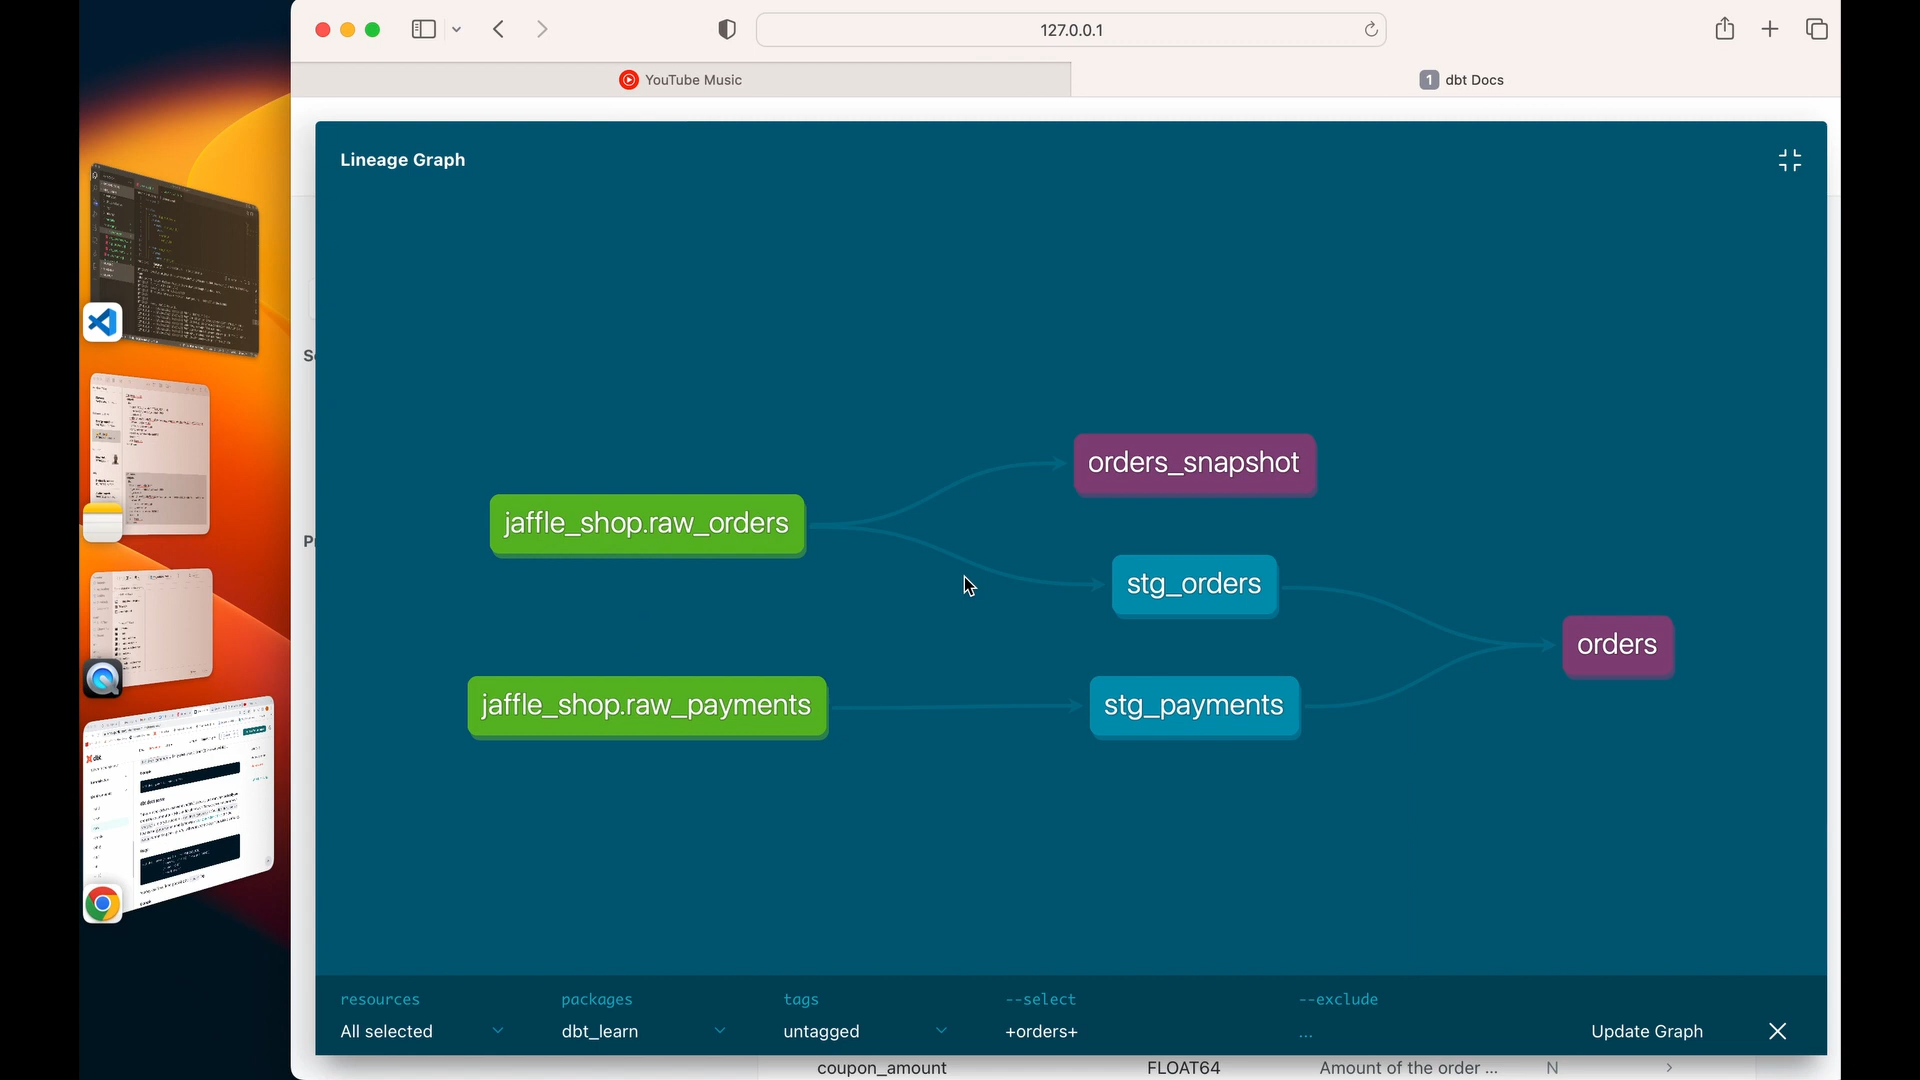 127.0.0.1
YouTube Music
1 dbt Docs
Lineage Graph
orders_snapshot
jaffle_shop.raw_orders
stg_orders
orders
jaffle_shop.raw_payments
stg_payments
resources packages tags --select --exclude
All selected dbt_learn untagged +orders+ ... Update Graph
coupon_amount FLOAT64 Amount of the order ... N